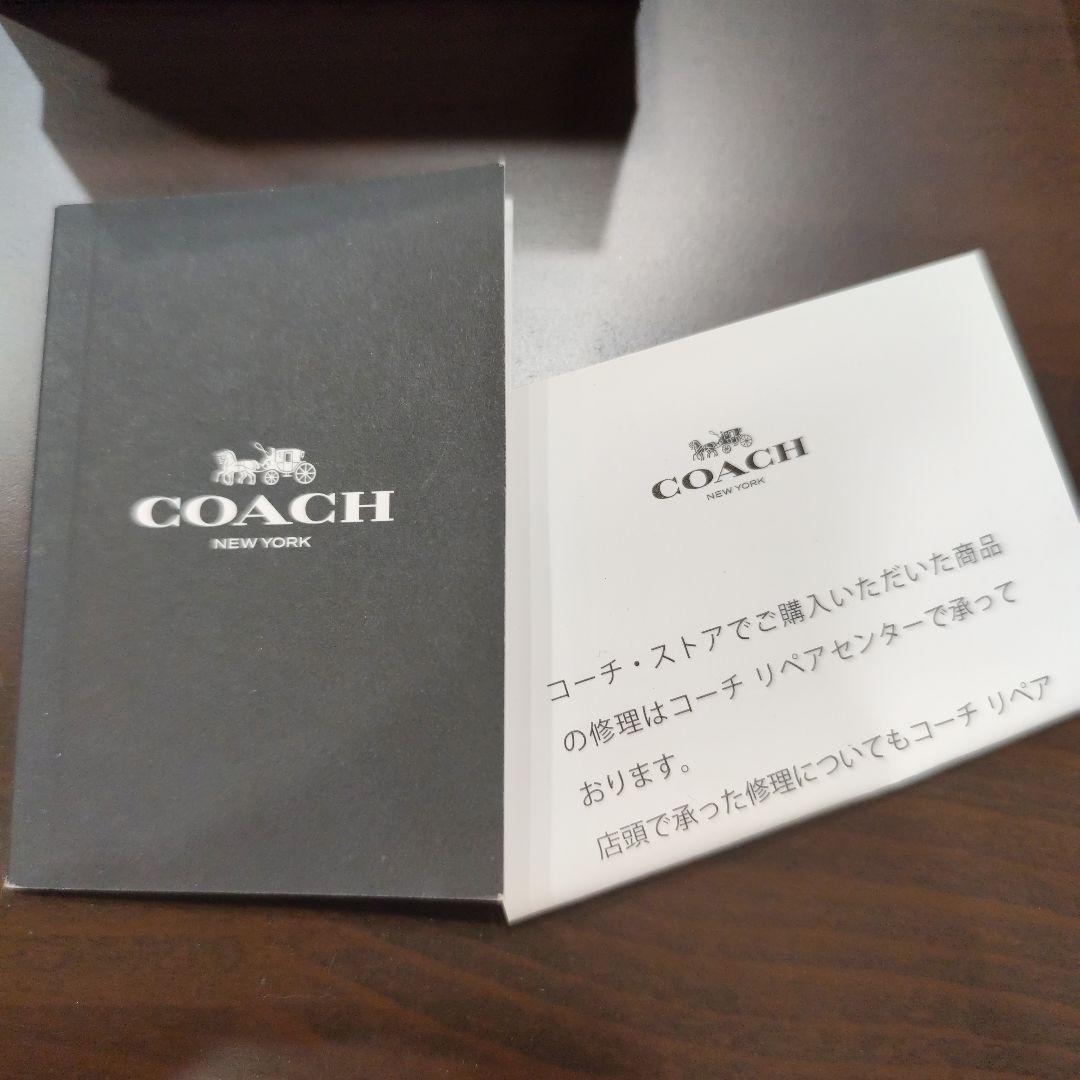 COACH
NEW YORK
COACH
NEW YORK
コーチ・ストアでご購入いただいた商品
の修理はコーチ リペアセンターで承って
おります。
店頭で承った修理についてもコーチ リペア